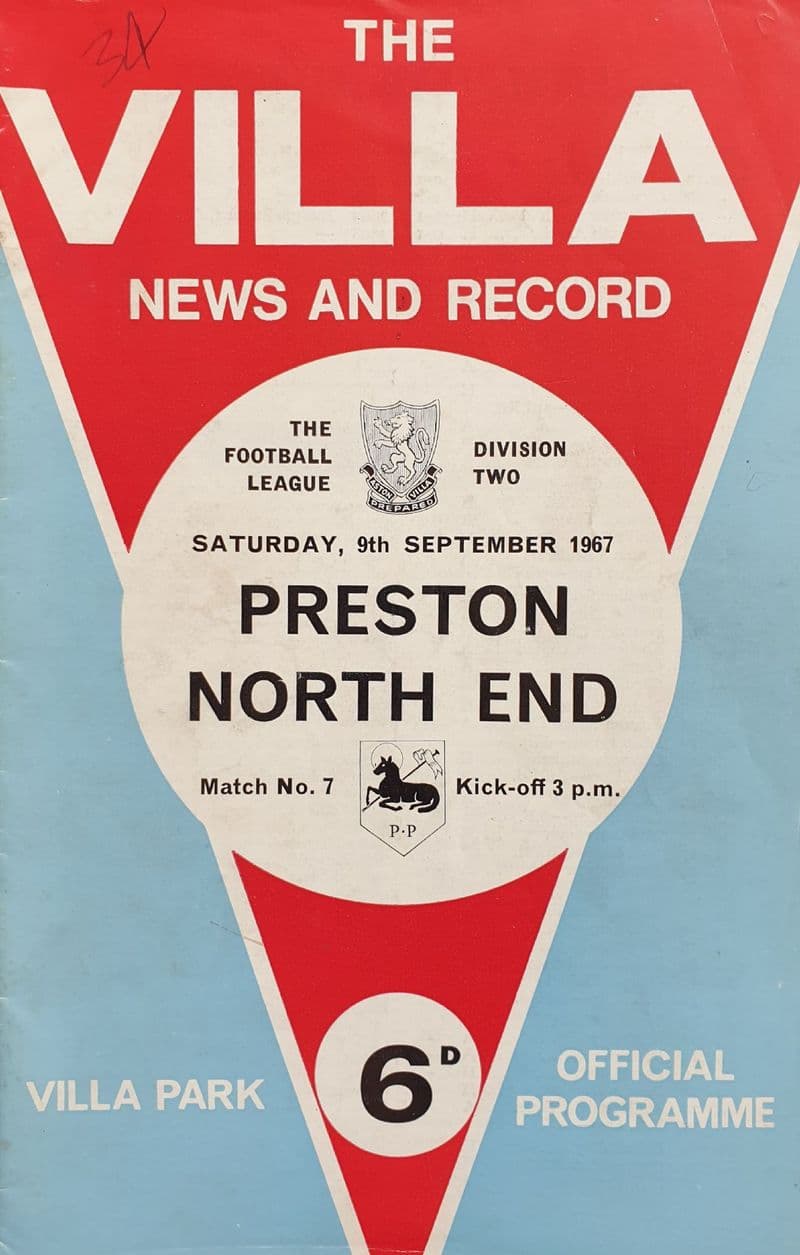 34
THE
VILLA
NEWS AND RECORD
THE
FOOTBALL
LEAGUE
DIVISION
TWO
ASTON VILLA
PREPARED
SATURDAY, 9th SEPTEMBER 1967
PRESTON
NORTH END
Match No. 7
Kick-off 3 p.m.
P·P
6D
VILLA PARK
OFFICIAL
PROGRAMME